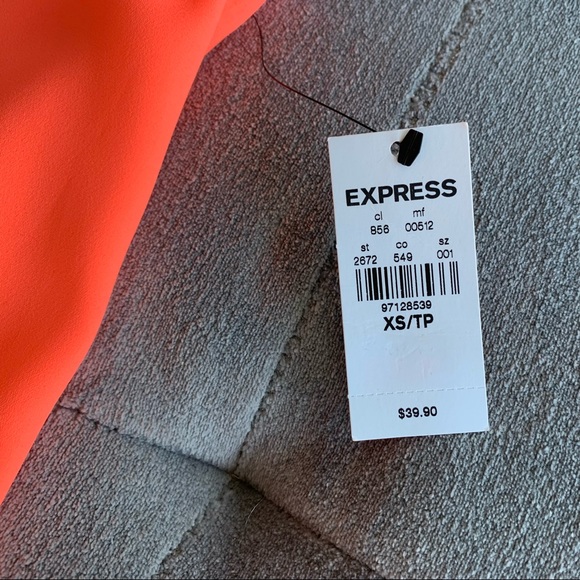 EXPRESS
cl mf
856 00512
st co sz
2672 549 001
97128539
XS/TP
$39.90